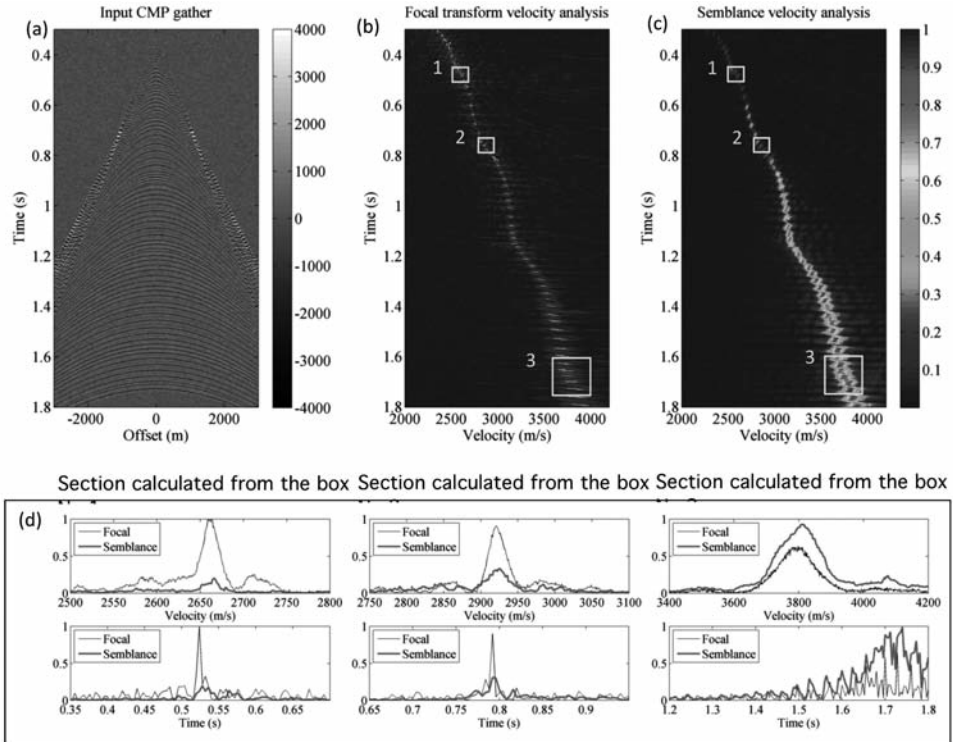 Input CMP gather
Focal transform velocity analysis
Semblance velocity analysis
(a)
(b)
(c)
0.4
0.6
0.8
1
1.2
1.4
1.6
1.8
Time (s)
-2000 0 2000
Offset (m)
4000
3000
2000
1000
0
-1000
-2000
-3000
-4000
0.4
0.6
0.8
1
1.2
1.4
1.6
1.8
Time (s)
1
2
3
2000 2500 3000 3500 4000
Velocity (m/s)
0.4
0.6
0.8
1
1.2
1.4
1.6
1.8
Time (s)
1
2
3
2000 2500 3000 3500 4000
Velocity (m/s)
1
0.9
0.8
0.7
0.6
0.5
0.4
0.3
0.2
0.1
Section calculated from the box
Section calculated from the box
Section calculated from the box
(d)
1
0.5
0
Focal
Semblance
2500 2550 2600 2650 2700 2750 2800
Velocity (m/s)
1
0.5
0
Focal
Semblance
2750 2800 2850 2900 2950 3000 3050 3100
Velocity (m/s)
1
0.5
0
Focal
Semblance
3400 3600 3800 4000 4200
Velocity (m/s)
1
0.5
0
Focal
Semblance
0.35 0.4 0.45 0.5 0.55 0.6 0.65
Time (s)
1
0.5
0
Focal
Semblance
0.65 0.7 0.75 0.8 0.85 0.9
Time (s)
1
0.5
0
Focal
Semblance
1.2 1.3 1.4 1.5 1.6 1.7 1.8
Time (s)